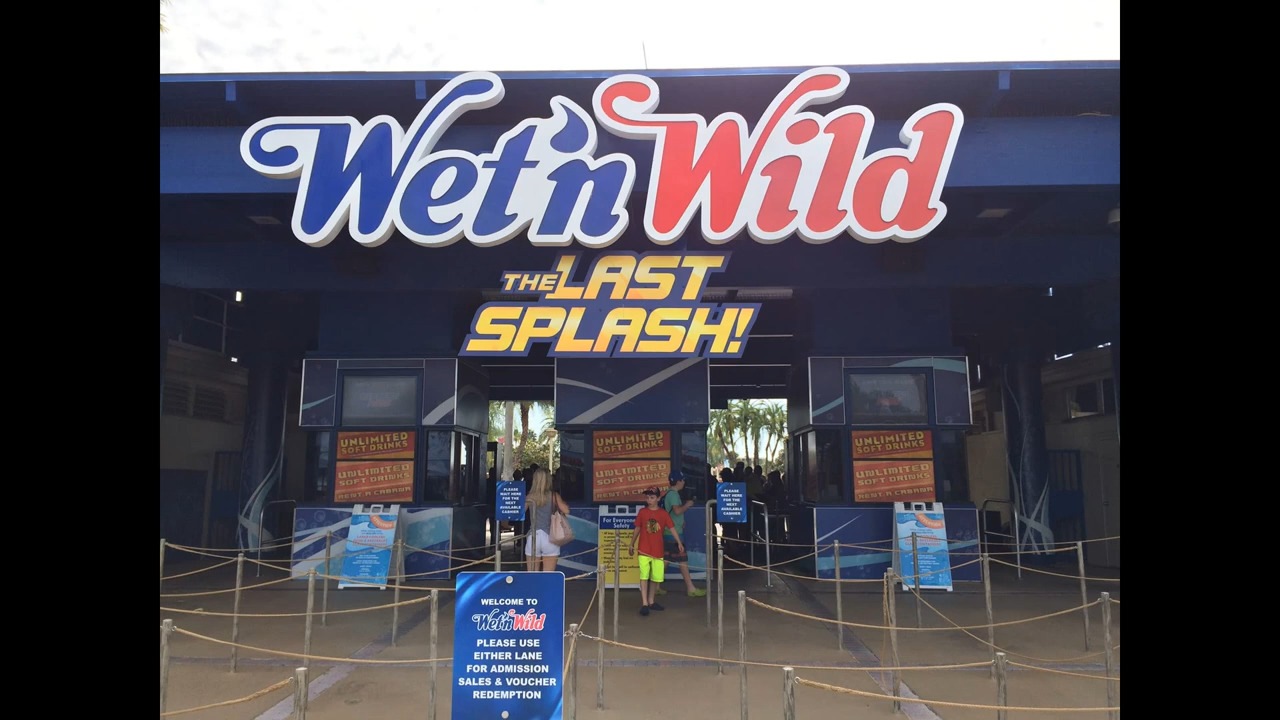 Wet'n Wild
THE LAST
SPLASH!
UNLIMITED
SOFT DRINKS
UNLIMITED
SOFT DRINKS
RENT A CABANA
UNLIMITED
SOFT DRINKS
UNLIMITED
SOFT DRINKS
RENT A CABANA
UNLIMITED
SOFT DRINKS
UNLIMITED
SOFT DRINKS
RENT A CABANA
PLEASE
WAIT HERE
FOR THE
NEXT
AVAILABLE
CASHIER
PLEASE
WAIT HERE
FOR THE
NEXT
AVAILABLE
CASHIER
For Everyone's
Safety
WELCOME TO
Wet'n Wild
PLEASE USE
EITHER LANE
FOR ADMISSION
SALES & VOUCHER
REDEMPTION